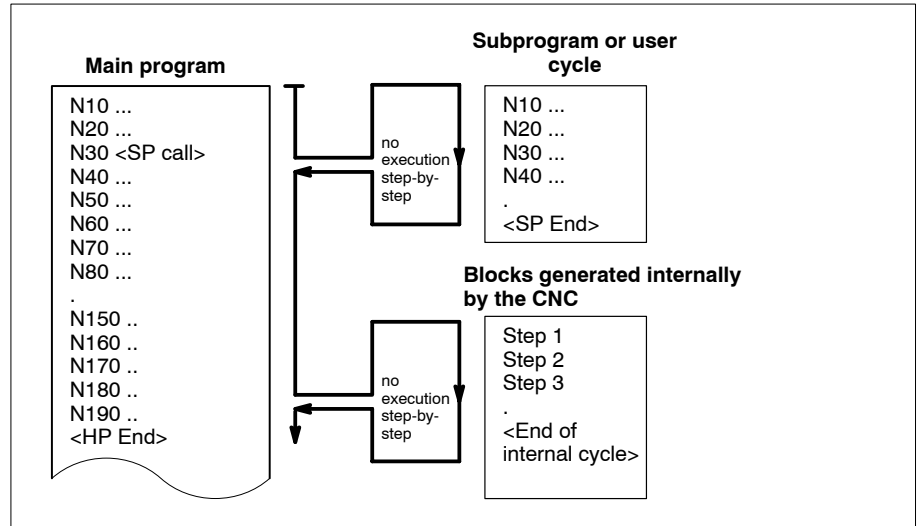 Main program
N10 ...
N20 ...
N30 <SP call>
N40 ...
N50 ...
N60 ...
N70 ...
N80 ...
.
N150 ..
N160 ..
N170 ..
N180 ..
N190 ..
<HP End>
no
execution
step-by-
step
Subprogram or user
cycle
N10 ...
N20 ...
N30 ...
N40 ...
.
<SP End>
no
execution
step-by-
step
Blocks generated internally
by the CNC
Step 1
Step 2
Step 3
.
<End of
internal cycle>